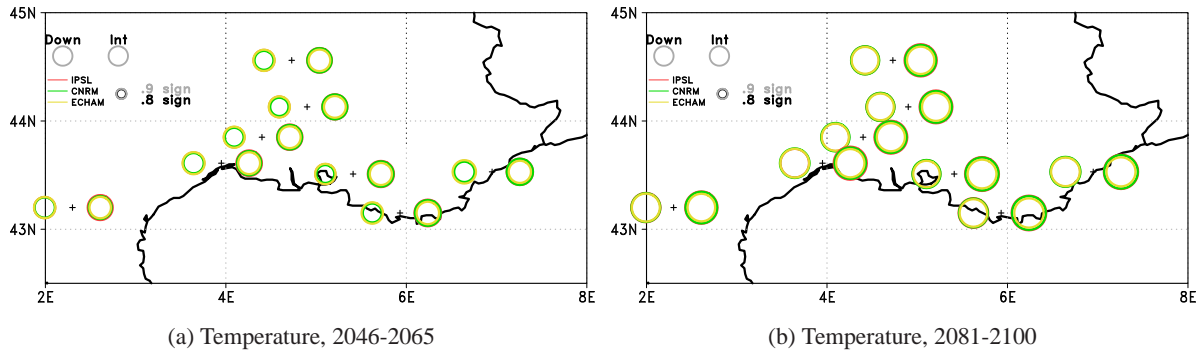 45N
44N
43N
2E 4E 6E 8E
Down Int
IPSL
CNRM
ECHAM
.9 sign
.8 sign
(a) Temperature, 2046-2065
45N
44N
43N
2E 4E 6E 8E
Down Int
IPSL
CNRM
ECHAM
.9 sign
.8 sign
(b) Temperature, 2081-2100